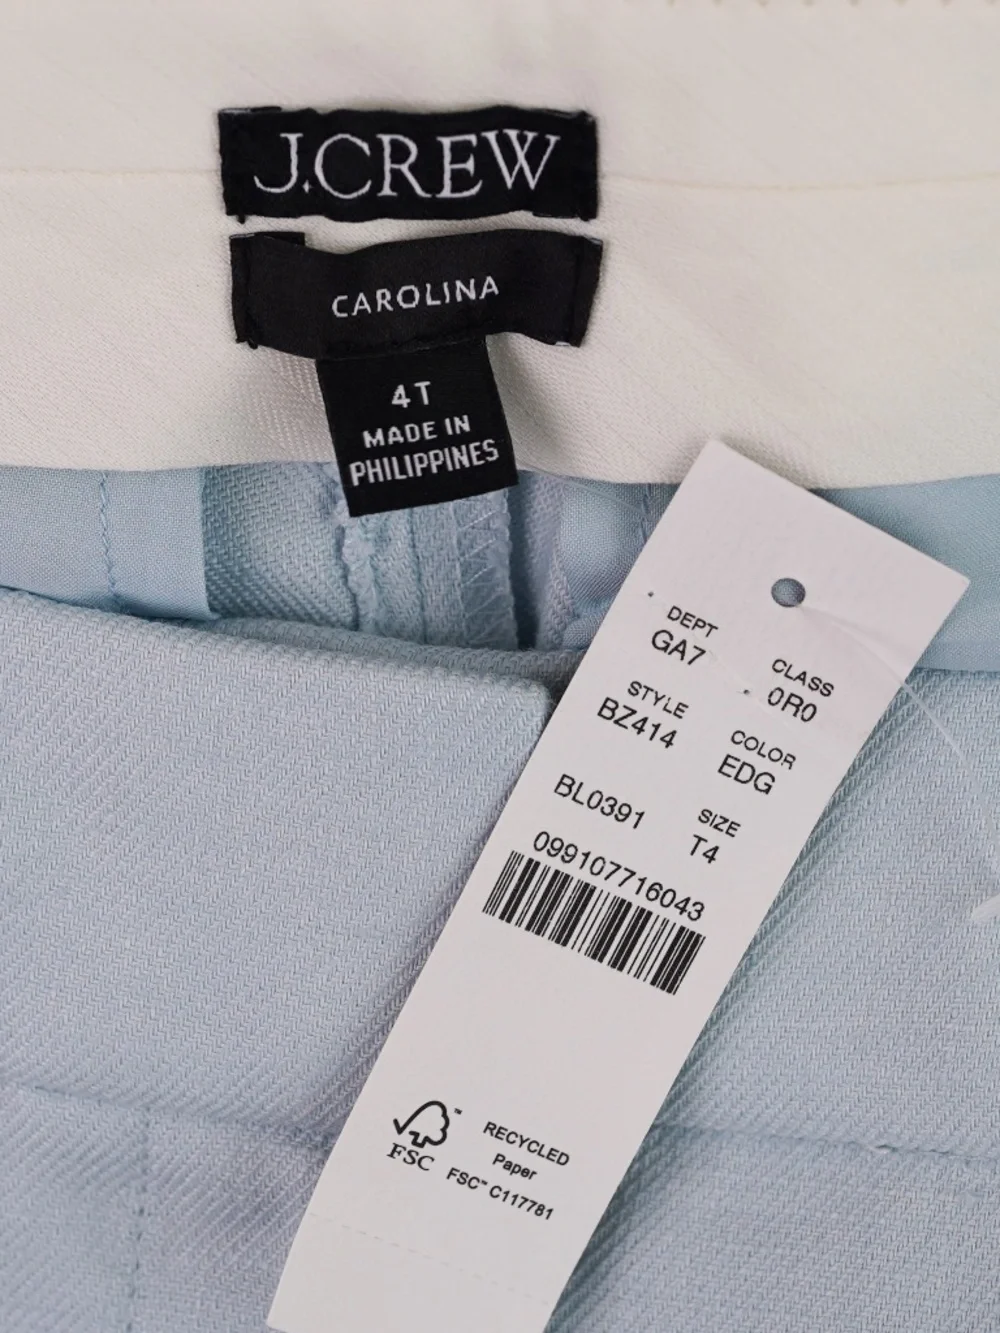 J.CREW
CAROLINA
4T
MADE IN
PHILIPPINES
DEPT
GA7
CLASS
0R0
STYLE
BZ414
COLOR
EDG
BL0391
SIZE
T4
099107716043
FSC
™
RECYCLED
Paper
FSC™ C117781